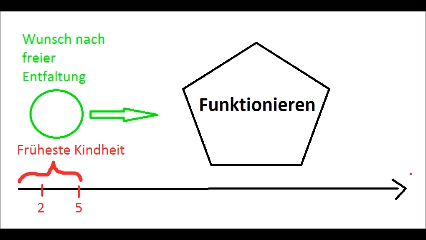 Wunsch nach
freier
Entfaltung
Funktionieren
Früheste Kindheit
2
5